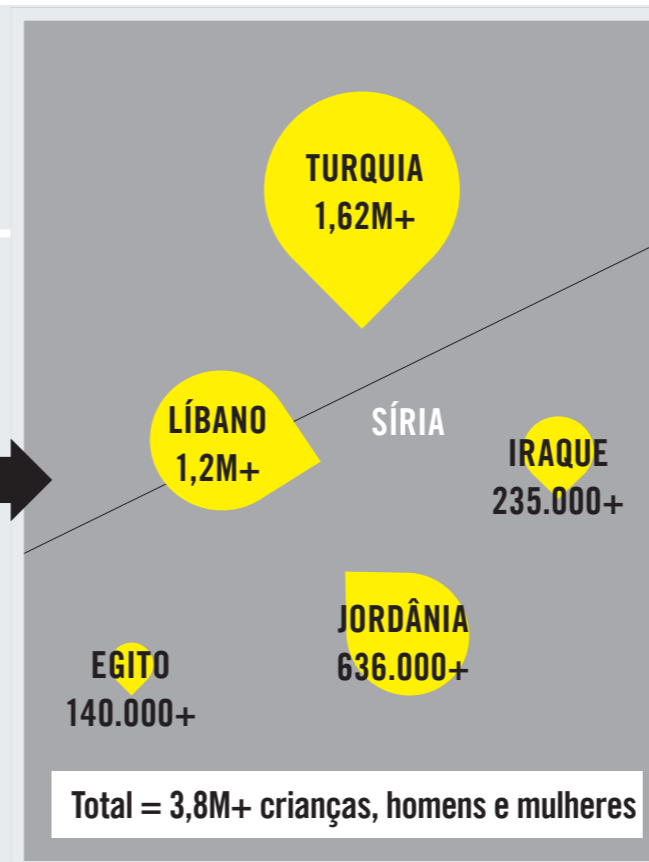 TURQUIA
1,62M+
LÍBANO
1,2M+
SÍRIA
IRAQUE
235.000+
JORDÂNIA
636.000+
EGITO
140.000+
Total = 3,8M+ crianças, homens e mulheres